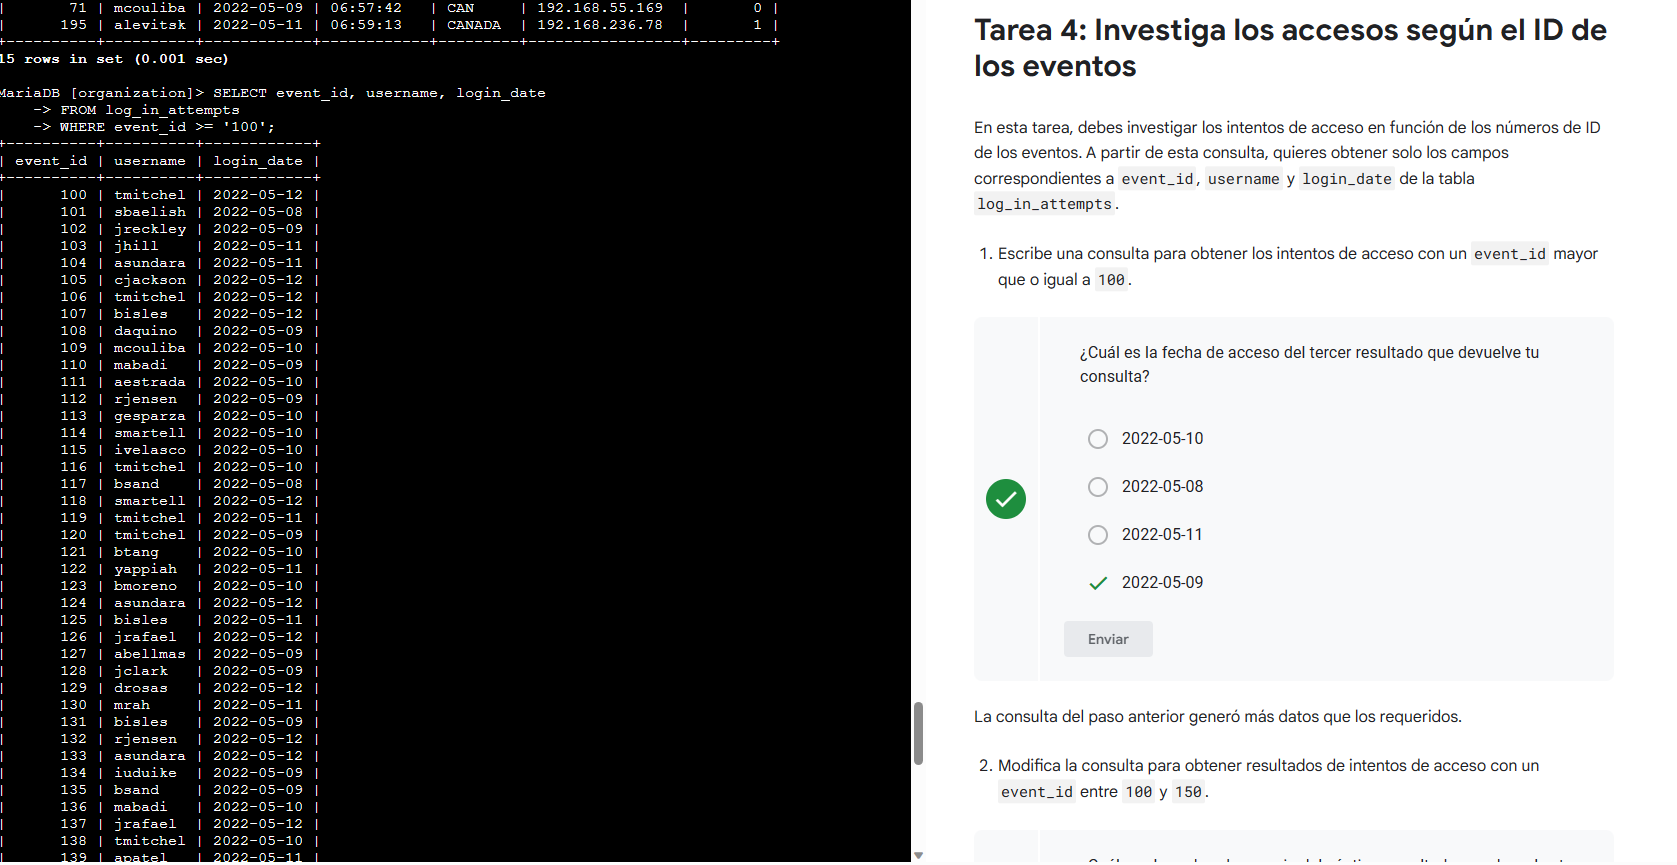 |       71 | mcouliba | 2022-05-09 | 06:57:42   | CAN     | 192.168.55.169  |       0 |
|      195 | alevitsk | 2022-05-11 | 06:59:13   | CANADA  | 192.168.236.78  |       1 |
+----------+----------+------------+------------+---------+-----------------+---------+
15 rows in set (0.001 sec)
MariaDB [organization]> SELECT event_id, username, login_date
    -> FROM log_in_attempts
    -> WHERE event_id >= '100';
+----------+----------+------------+
| event_id | username | login_date |
+----------+----------+------------+
|      100 | tmitchel | 2022-05-12 |
|      101 | sbaelish | 2022-05-08 |
|      102 | jreckley | 2022-05-09 |
|      103 | jhill    | 2022-05-11 |
|      104 | asundara | 2022-05-11 |
|      105 | cjackson | 2022-05-12 |
|      106 | tmitchel | 2022-05-12 |
|      107 | bisles   | 2022-05-12 |
|      108 | daquino  | 2022-05-09 |
|      109 | mcouliba | 2022-05-10 |
|      110 | mabadi   | 2022-05-09 |
|      111 | aestrada | 2022-05-10 |
|      112 | rjensen  | 2022-05-09 |
|      113 | gesparza | 2022-05-10 |
|      114 | smartell | 2022-05-10 |
|      115 | ivelasco | 2022-05-10 |
|      116 | tmitchel | 2022-05-10 |
|      117 | bsand    | 2022-05-08 |
|      118 | smartell | 2022-05-12 |
|      119 | tmitchel | 2022-05-11 |
|      120 | tmitchel | 2022-05-09 |
|      121 | btang    | 2022-05-10 |
|      122 | yappiah  | 2022-05-11 |
|      123 | bmoreno  | 2022-05-10 |
|      124 | asundara | 2022-05-12 |
|      125 | bisles   | 2022-05-11 |
|      126 | jrafael  | 2022-05-12 |
|      127 | abellmas | 2022-05-09 |
|      128 | jclark   | 2022-05-09 |
|      129 | drosas   | 2022-05-12 |
|      130 | mrah     | 2022-05-11 |
|      131 | bisles   | 2022-05-09 |
|      132 | rjensen  | 2022-05-12 |
|      133 | asundara | 2022-05-12 |
|      134 | iuduike  | 2022-05-09 |
|      135 | bsand    | 2022-05-09 |
|      136 | mabadi   | 2022-05-10 |
|      137 | jrafael  | 2022-05-12 |
|      138 | tmitchel | 2022-05-10 |
|      139 | apatel   | 2022-05-11 |
Tarea 4: Investiga los accesos según el ID de
los eventos
En esta tarea, debes investigar los intentos de acceso en función de los números de ID
de los eventos. A partir de esta consulta, quieres obtener solo los campos
correspondientes a event_id, username y login_date de la tabla
log_in_attempts.
1. Escribe una consulta para obtener los intentos de acceso con un event_id mayor
que o igual a 100.
¿Cuál es la fecha de acceso del tercer resultado que devuelve tu
consulta?
2022-05-10
2022-05-08
2022-05-11
2022-05-09
Enviar
La consulta del paso anterior generó más datos que los requeridos.
2. Modifica la consulta para obtener resultados de intentos de acceso con un
event_id entre 100 y 150.